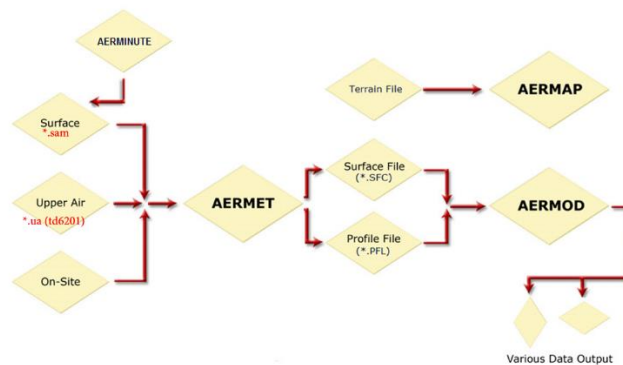 AERMINUTE
Surface
*.sam
Upper Air
*.ua (td6201)
On-Site
AERMET
Terrain File
AERMAP
Surface File
(*.SFC)
Profile File
(*.PFL)
AERMOD
Various Data Output